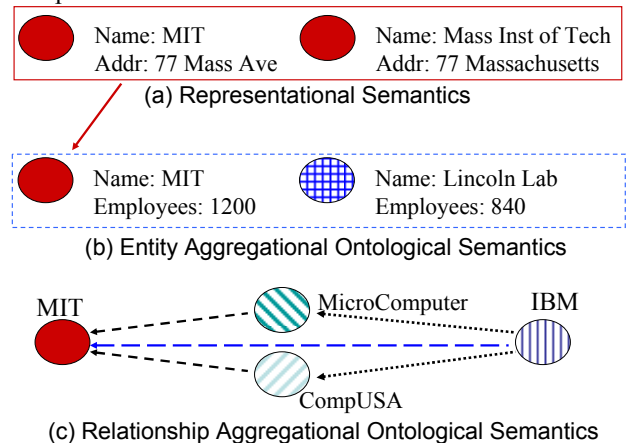 Name: MIT Name: Mass Inst of Tech
Addr: 77 Mass Ave Addr: 77 Massachusetts
(a) Representational Semantics
Name: MIT Name: Lincoln Lab
Employees: 1200 Employees: 840
(b) Entity Aggregational Ontological Semantics
MIT MicroComputer IBM
CompUSA
(c) Relationship Aggregational Ontological Semantics